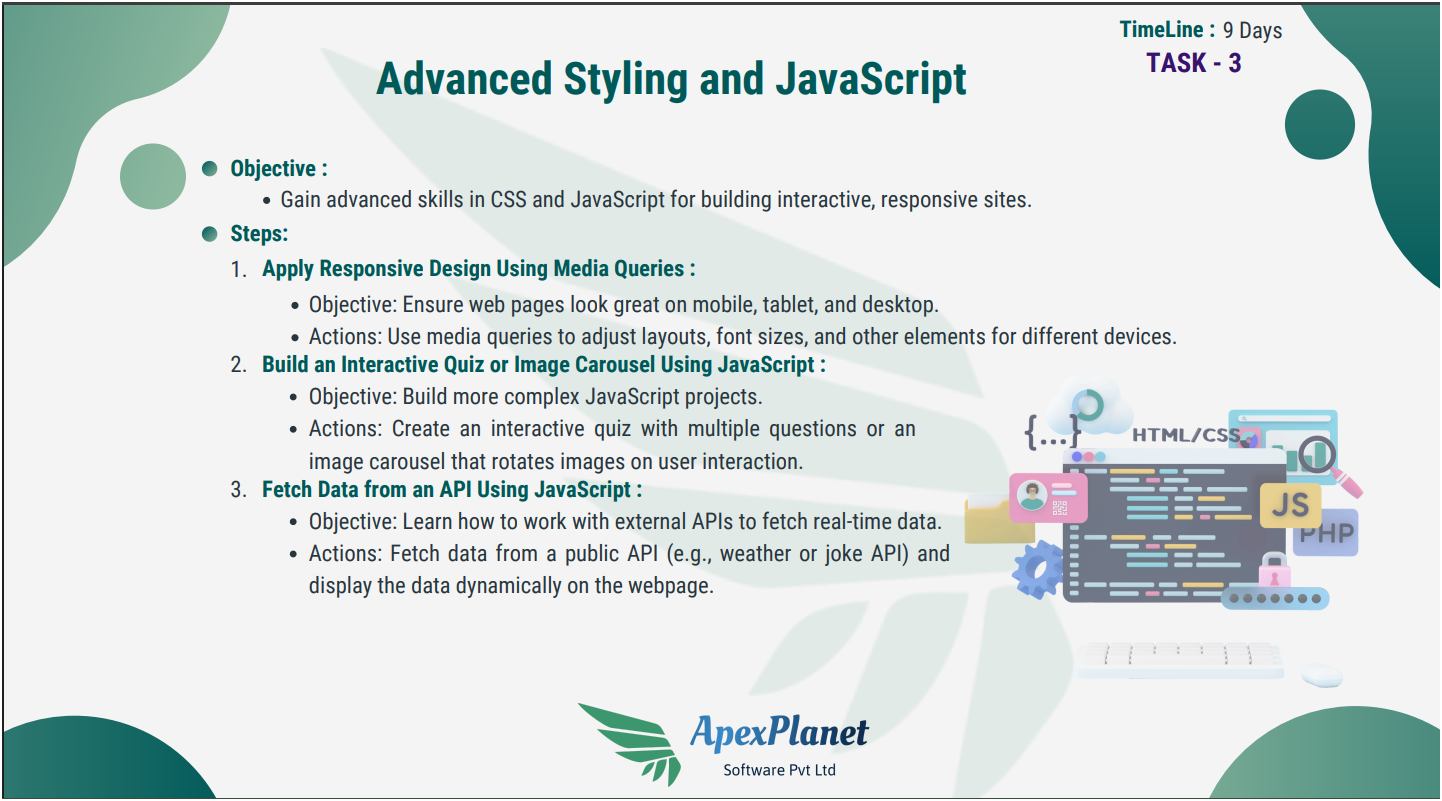 TimeLine : 9 Days
TASK - 3
Advanced Styling and JavaScript
Objective :
Gain advanced skills in CSS and JavaScript for building interactive, responsive sites.
Steps:
1. Apply Responsive Design Using Media Queries :
Objective: Ensure web pages look great on mobile, tablet, and desktop.
Actions: Use media queries to adjust layouts, font sizes, and other elements for different devices.
2. Build an Interactive Quiz or Image Carousel Using JavaScript :
Objective: Build more complex JavaScript projects.
Actions: Create an interactive quiz with multiple questions or an
image carousel that rotates images on user interaction.
3. Fetch Data from an API Using JavaScript :
Objective: Learn how to work with external APIs to fetch real-time data.
Actions: Fetch data from a public API (e.g., weather or joke API) and
display the data dynamically on the webpage.
{...}
HTML/CSS
JS
PHP
ApexPlanet
Software Pvt Ltd